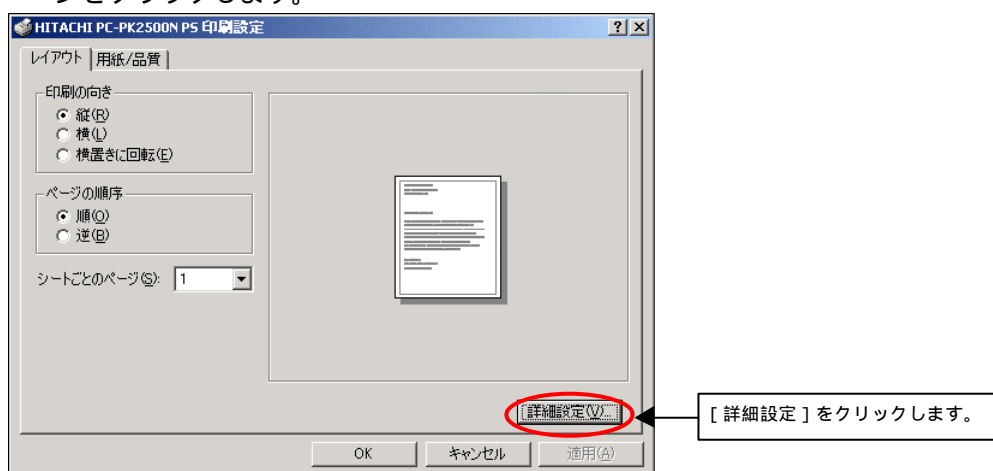 ンをクリックします。
HITACHI PC-PK2500N PS 印刷設定
レイアウト 用紙/品質
印刷の向き
縦(R)
横(L)
横置きに回転(E)
ページの順序
順(O)
逆(B)
シートごとのページ(S): 1
詳細設定(V)...
[ 詳細設定 ] をクリックします。
OK キャンセル 適用(A)